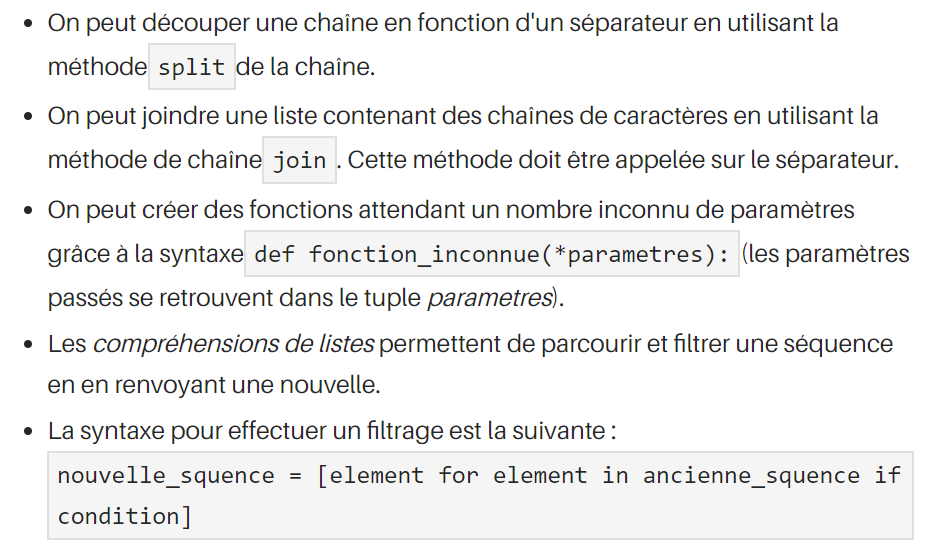 • On peut découper une chaîne en fonction d'un séparateur en utilisant la
méthode split de la chaîne.
• On peut joindre une liste contenant des chaînes de caractères en utilisant la
méthode de chaîne join . Cette méthode doit être appelée sur le séparateur.
• On peut créer des fonctions attendant un nombre inconnu de paramètres
grâce à la syntaxe def fonction_inconnue(*parametres): (les paramètres
passés se retrouvent dans le tuple parametres).
• Les compréhensions de listes permettent de parcourir et filtrer une séquence
en en renvoyant une nouvelle.
• La syntaxe pour effectuer un filtrage est la suivante :
nouvelle_squence = [element for element in ancienne_squence if
condition]